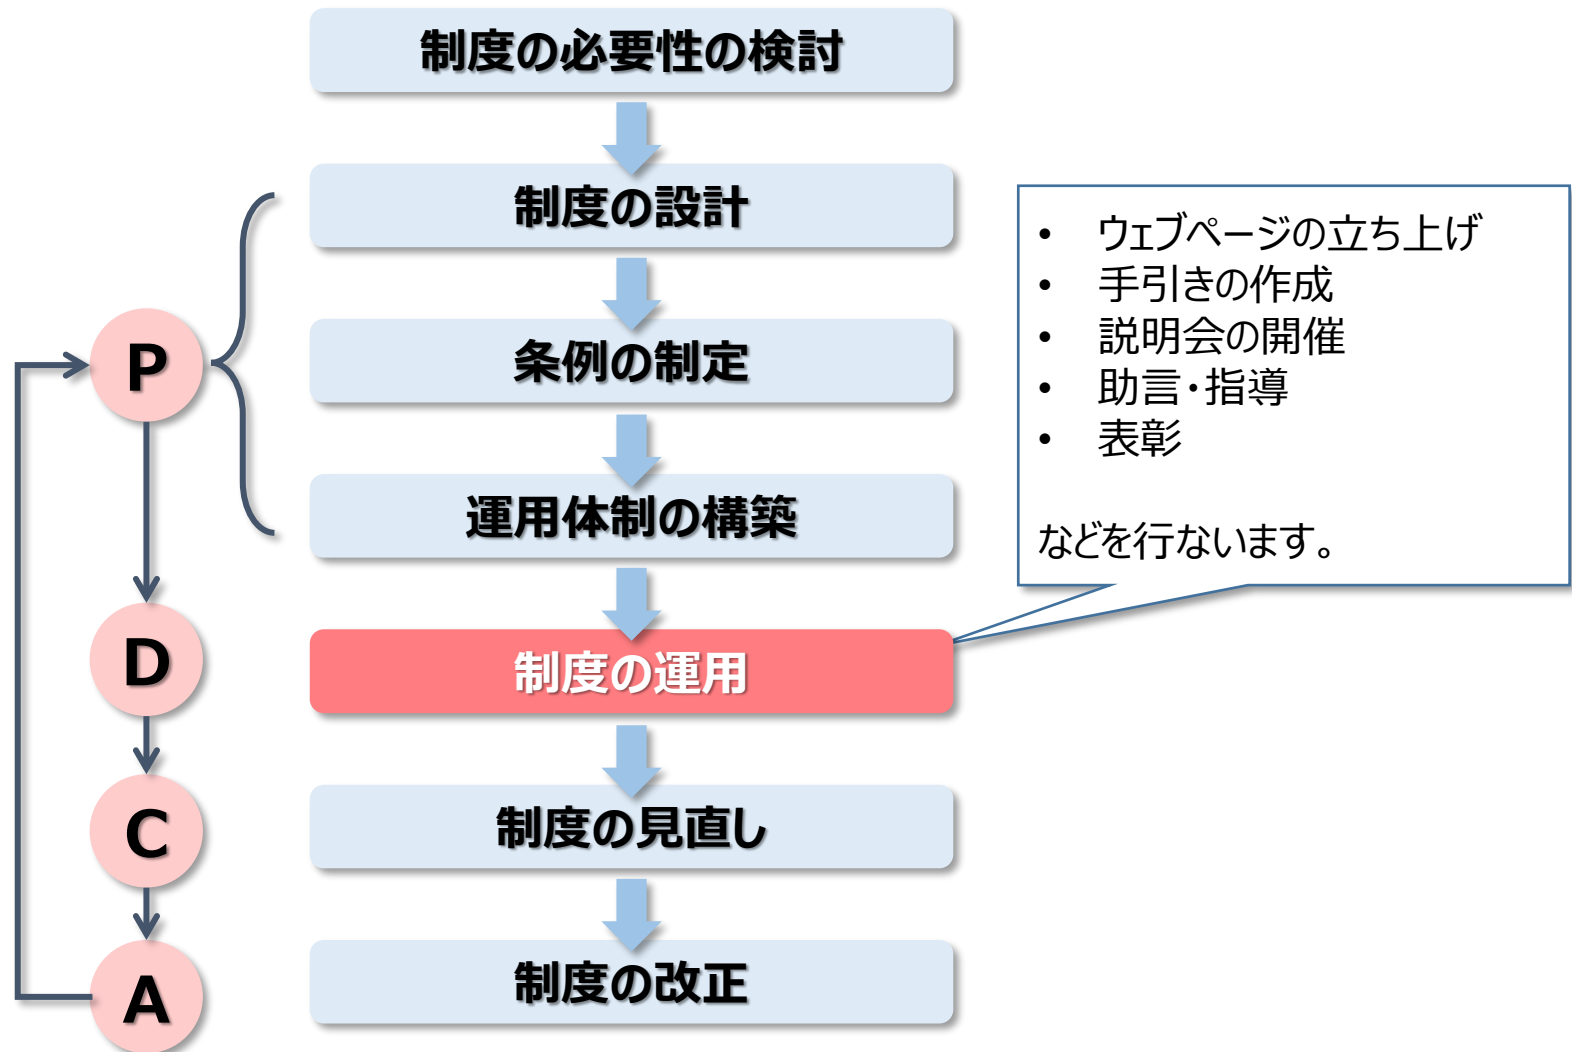 制度の必要性の検討
制度の設計
条例の制定
運用体制の構築
制度の運用
制度の見直し
制度の改正
P
D
C
A
• ウェブページの立ち上げ
• 手引きの作成
• 説明会の開催
• 助言・指導
• 表彰
などを行ないます。